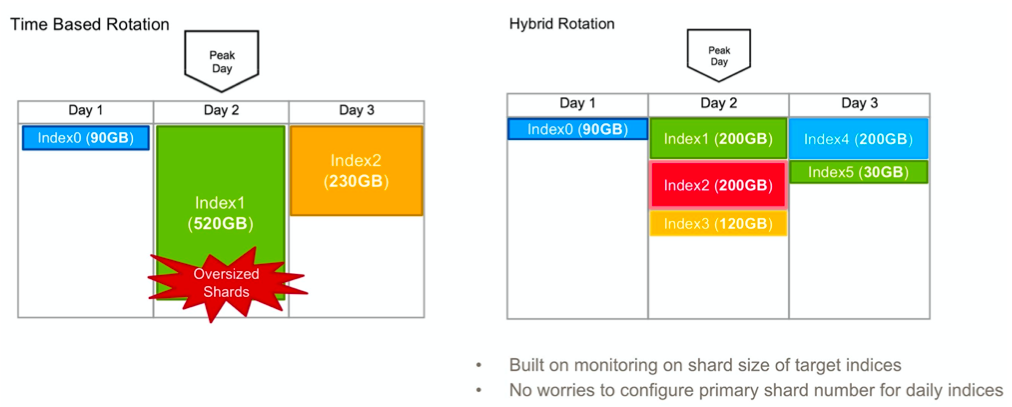 Time Based Rotation
Peak
Day
Day 1
Day 2
Day 3
Index0 (90GB)
Index1
(520GB)
Index2
(230GB)
Oversized
Shards
Hybrid Rotation
Peak
Day
Day 1
Day 2
Day 3
Index0 (90GB)
Index1 (200GB)
Index4 (200GB)
Index2 (200GB)
Index5 (30GB)
Index3 (120GB)
• Built on monitoring on shard size of target indices
• No worries to configure primary shard number for daily indices